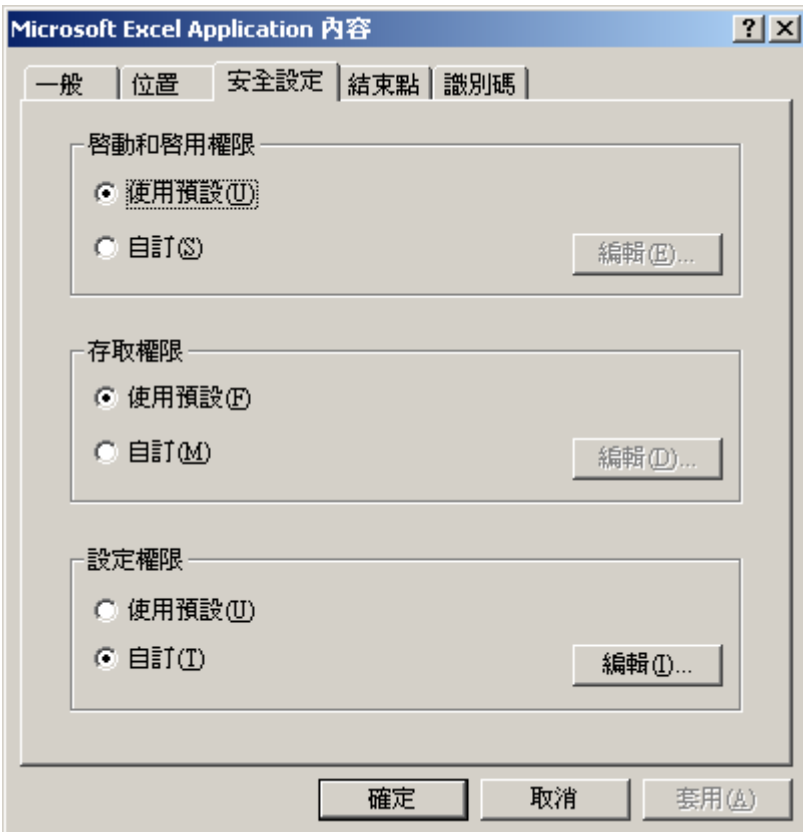 Microsoft Excel Application 內容
一般 位置 安全設定 結束點 識別碼
啓動和啓用權限
使用預設(U)
自訂(S) 編輯(E)...
存取權限
使用預設(F)
自訂(M) 編輯(D)...
設定權限
使用預設(U)
自訂(T) 編輯(I)...
確定 取消 套用(A)